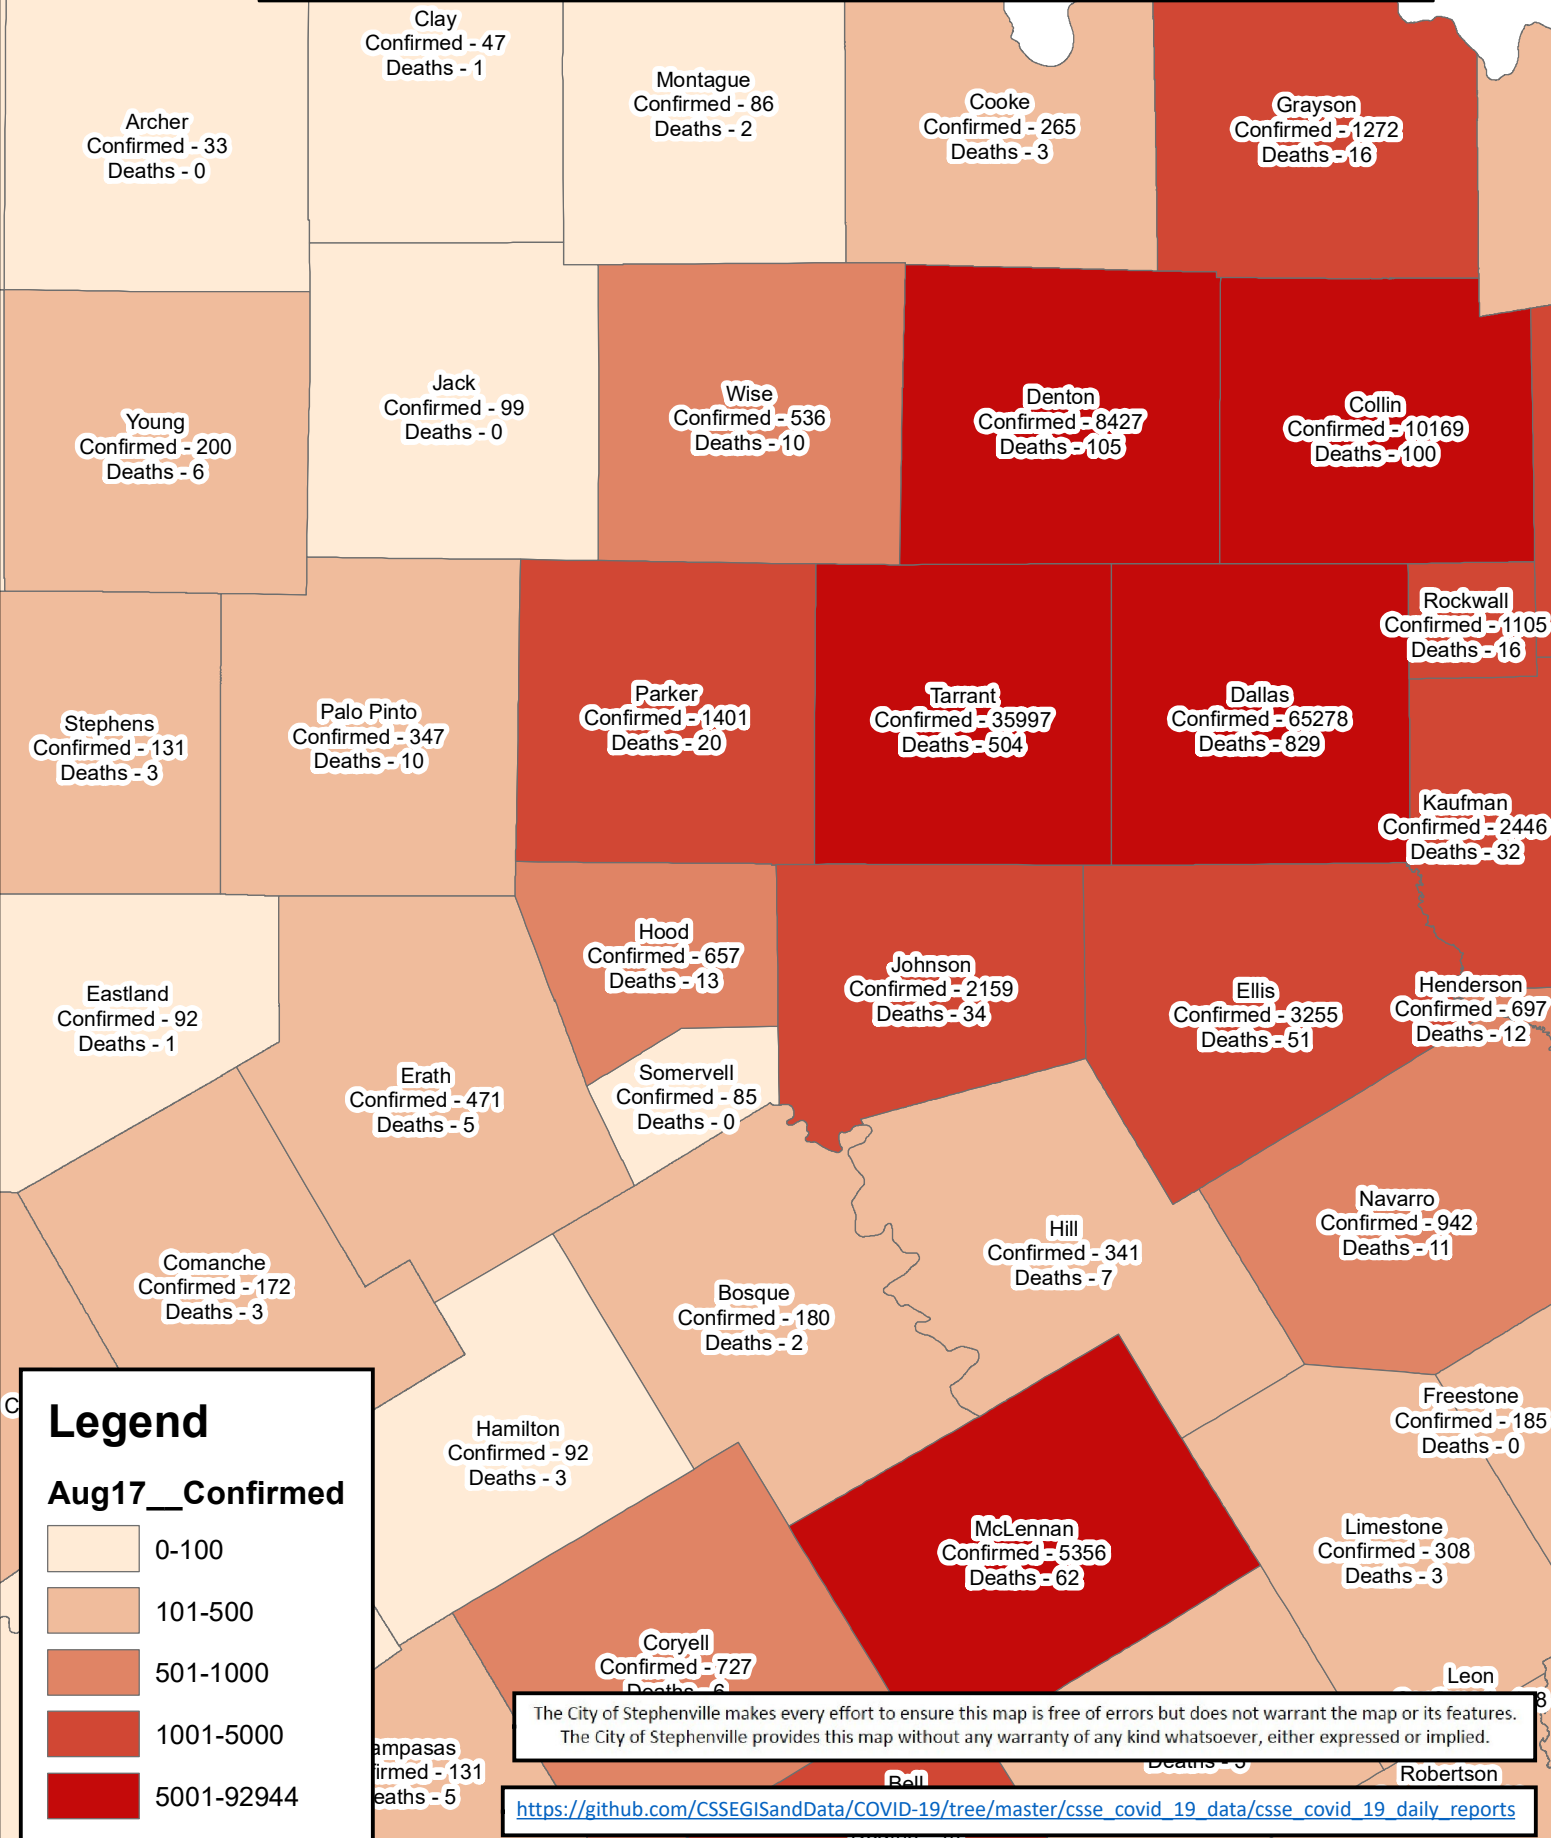 Clay
Confirmed - 47
Deaths - 1
Montague
Confirmed - 86
Deaths - 2
Cooke
Confirmed - 265
Deaths - 3
Grayson
Confirmed - 1272
Deaths - 16
Archer
Confirmed - 33
Deaths - 0
Young
Confirmed - 200
Deaths - 6
Jack
Confirmed - 99
Deaths - 0
Wise
Confirmed - 536
Deaths - 10
Denton
Confirmed - 8427
Deaths - 105
Collin
Confirmed - 10169
Deaths - 100
Rockwall
Confirmed - 1105
Deaths - 16
Stephens
Confirmed - 131
Deaths - 3
Palo Pinto
Confirmed - 347
Deaths - 10
Parker
Confirmed - 1401
Deaths - 20
Tarrant
Confirmed - 35997
Deaths - 504
Dallas
Confirmed - 65278
Deaths - 829
Kaufman
Confirmed - 2446
Deaths - 32
Eastland
Confirmed - 92
Deaths - 1
Erath
Confirmed - 471
Deaths - 5
Hood
Confirmed - 657
Deaths - 13
Somervell
Confirmed - 85
Deaths - 0
Johnson
Confirmed - 2159
Deaths - 34
Ellis
Confirmed - 3255
Deaths - 51
Henderson
Confirmed - 697
Deaths - 12
Comanche
Confirmed - 172
Deaths - 3
Bosque
Confirmed - 180
Deaths - 2
Hill
Confirmed - 341
Deaths - 7
Navarro
Confirmed - 942
Deaths - 11
C
Hamilton
Confirmed - 92
Deaths - 3
Freestone
Confirmed - 185
Deaths - 0
McLennan
Confirmed - 5356
Deaths - 62
Limestone
Confirmed - 308
Deaths - 3
Coryell
Confirmed - 727
Deaths - 6
Leon
8
ampasas
firmed - 131
eaths - 5
Deaths - 3
Bell
Robertson
Legend
Aug17__Confirmed
0-100
101-500
501-1000
1001-5000
5001-92944
The City of Stephenville makes every effort to ensure this map is free of errors but does not warrant the map or its features.
The City of Stephenville provides this map without any warranty of any kind whatsoever, either expressed or implied.
https://github.com/CSSEGISandData/COVID-19/tree/master/csse_covid_19_data/csse_covid_19_daily_reports